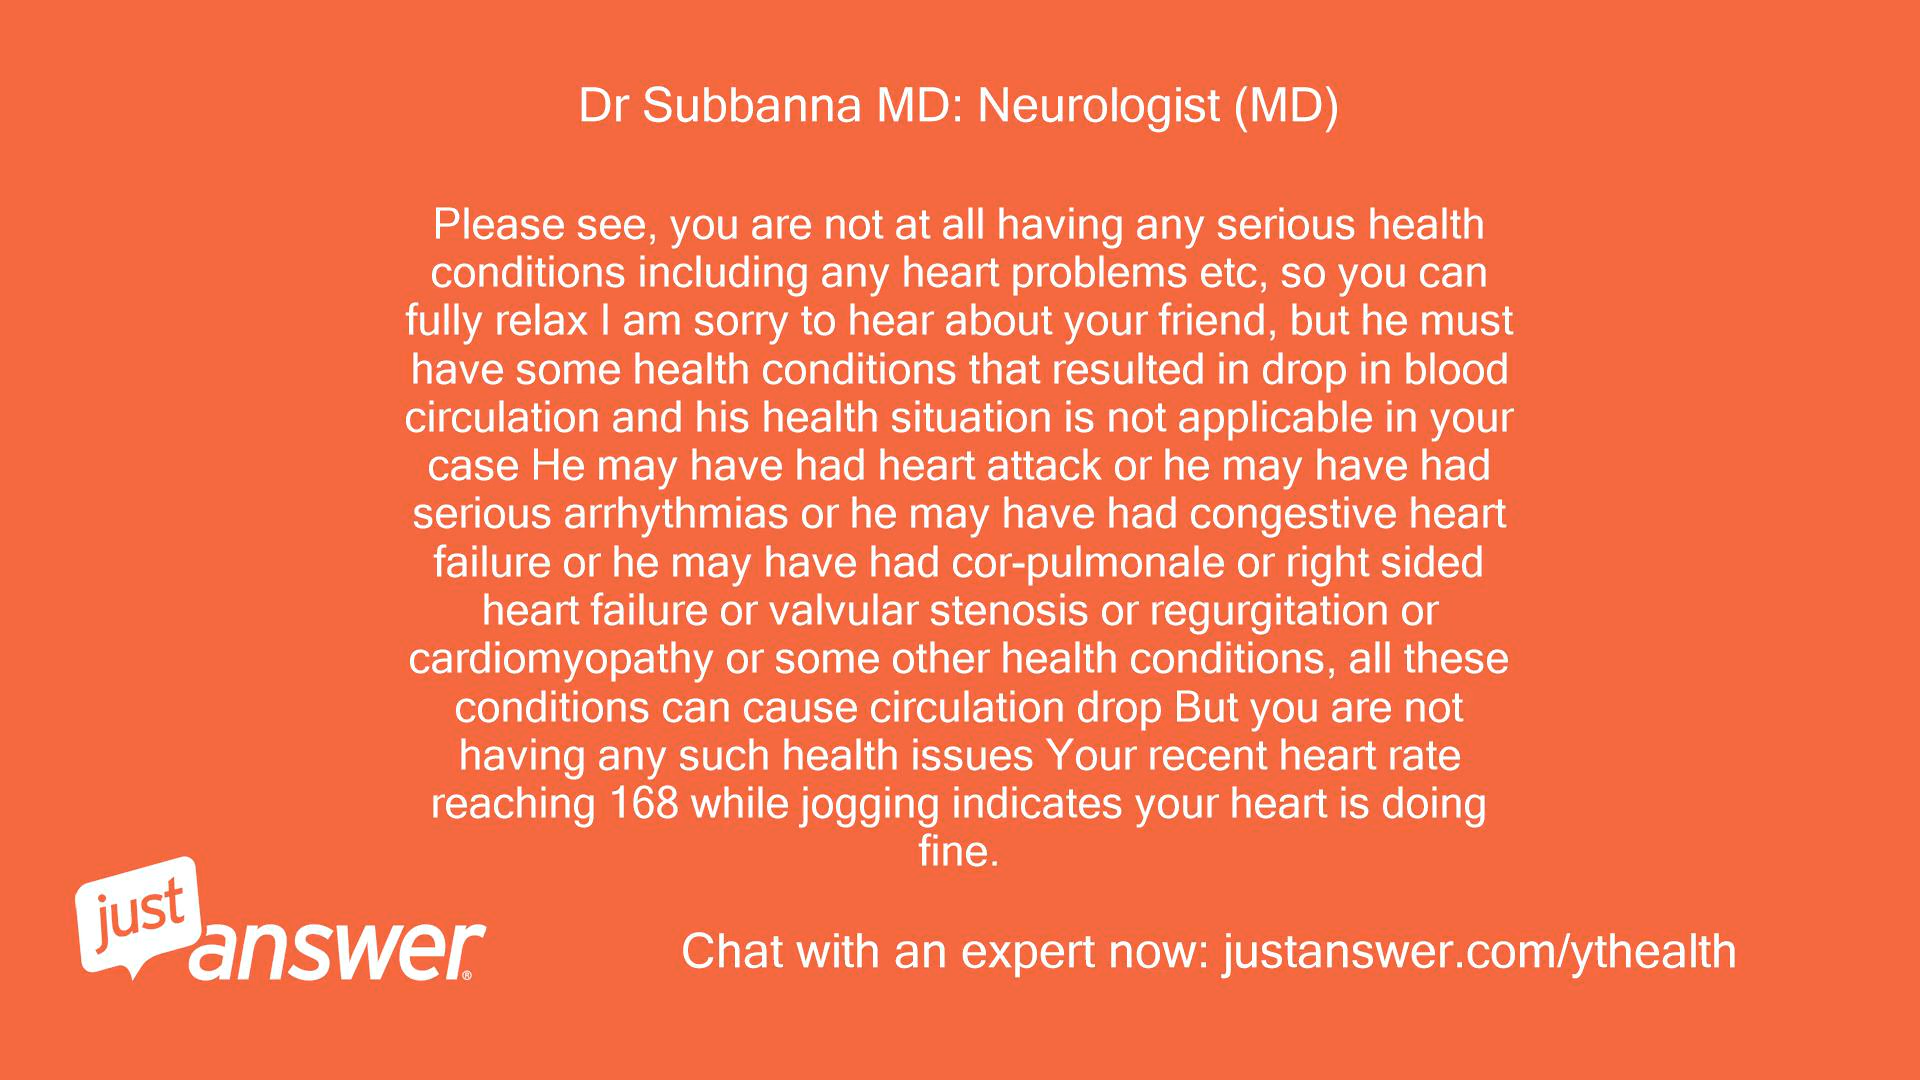 Dr Subbanna MD: Neurologist (MD)
Please see, you are not at all having any serious health
conditions including any heart problems etc, so you can
fully relax I am sorry to hear about your friend, but he must
have some health conditions that resulted in drop in blood
circulation and his health situation is not applicable in your
case He may have had heart attack or he may have had
serious arrhythmias or he may have had congestive heart
failure or he may have had cor-pulmonale or right sided
heart failure or valvular stenosis or regurgitation or
cardiomyopathy or some other health conditions, all these
conditions can cause circulation drop But you are not
having any such health issues Your recent heart rate
reaching 168 while jogging indicates your heart is doing
fine.
just
answer®
Chat with an expert now: justanswer.com/ythealth